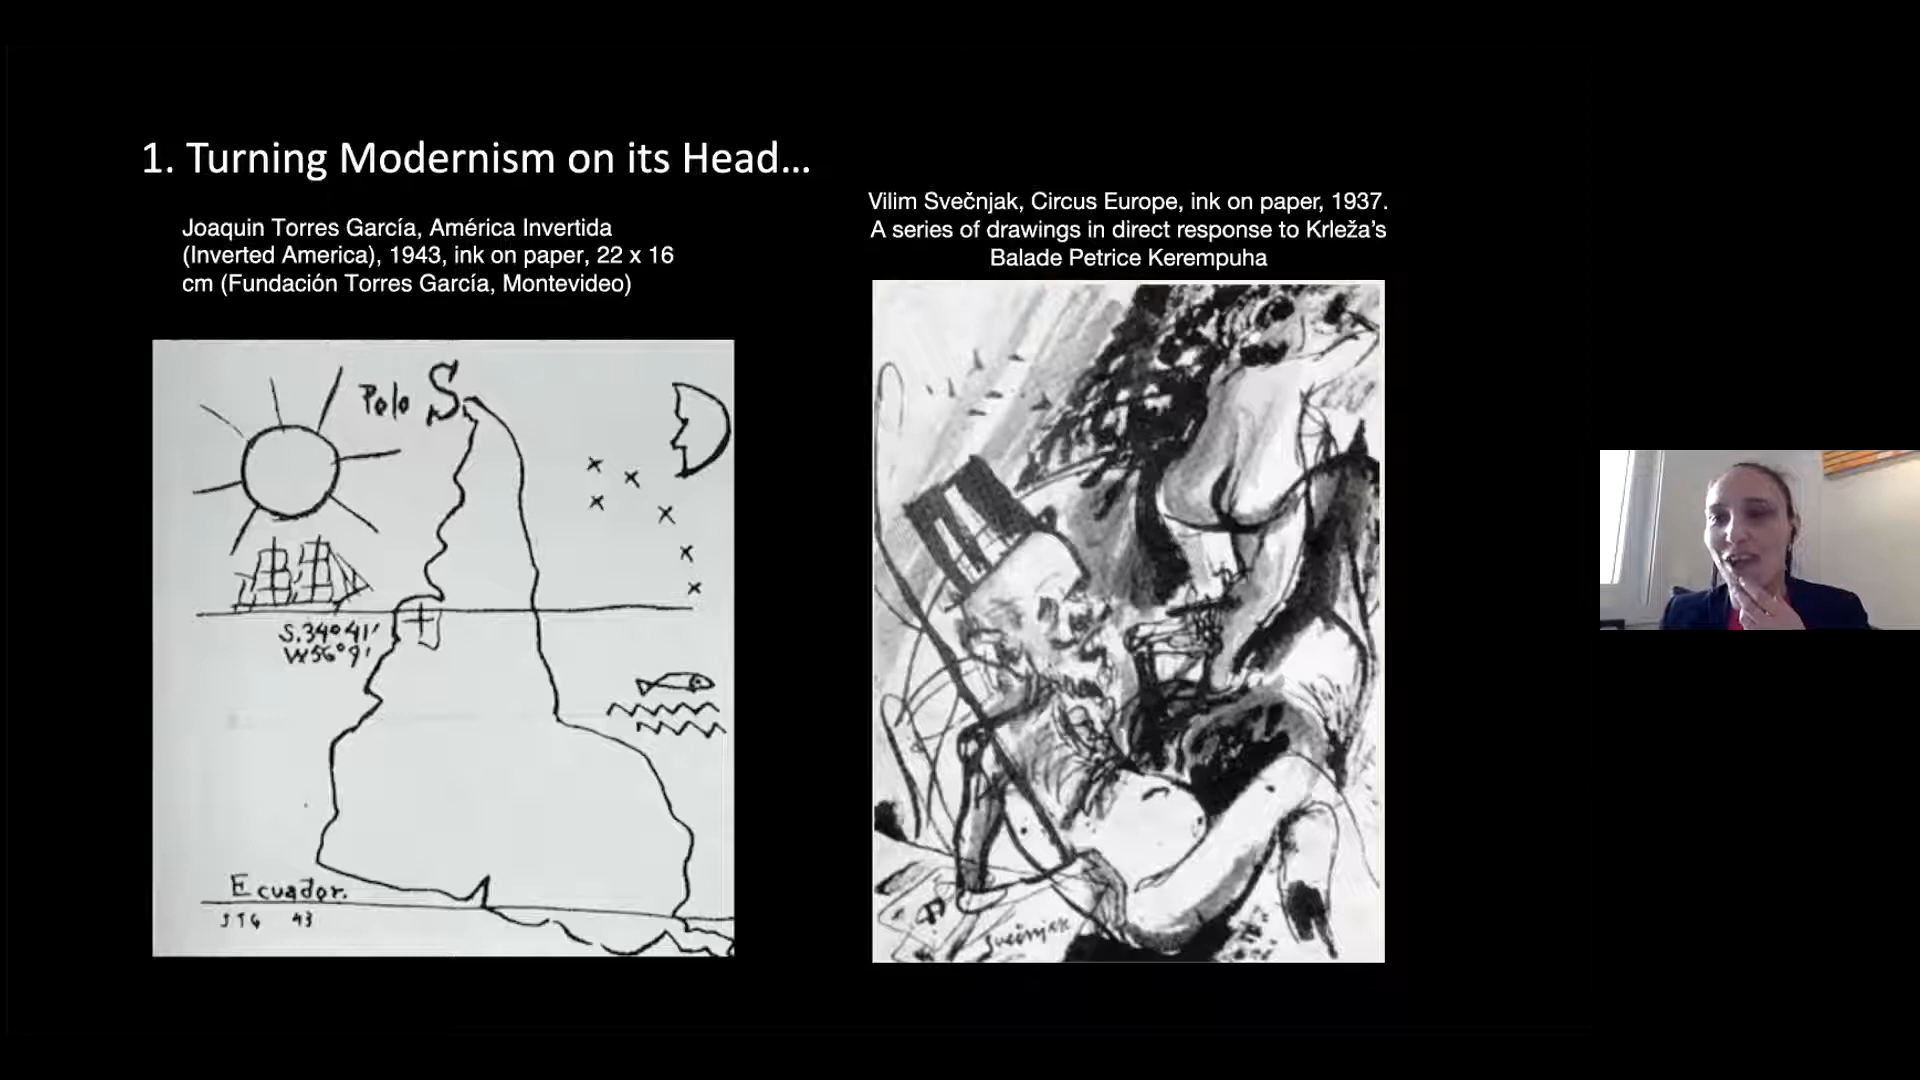 1. Turning Modernism on its Head...
Joaquin Torres García, América Invertida
(Inverted America), 1943, ink on paper, 22 x 16
cm (Fundación Torres García, Montevideo)
Vilim Svečnjak, Circus Europe, ink on paper, 1937.
A series of drawings in direct response to Krleža’s
Balade Petrice Kerempuha
Polo S.
S.34°41'
W56°9'
Ecuador.
JTG 43
Svečnjak